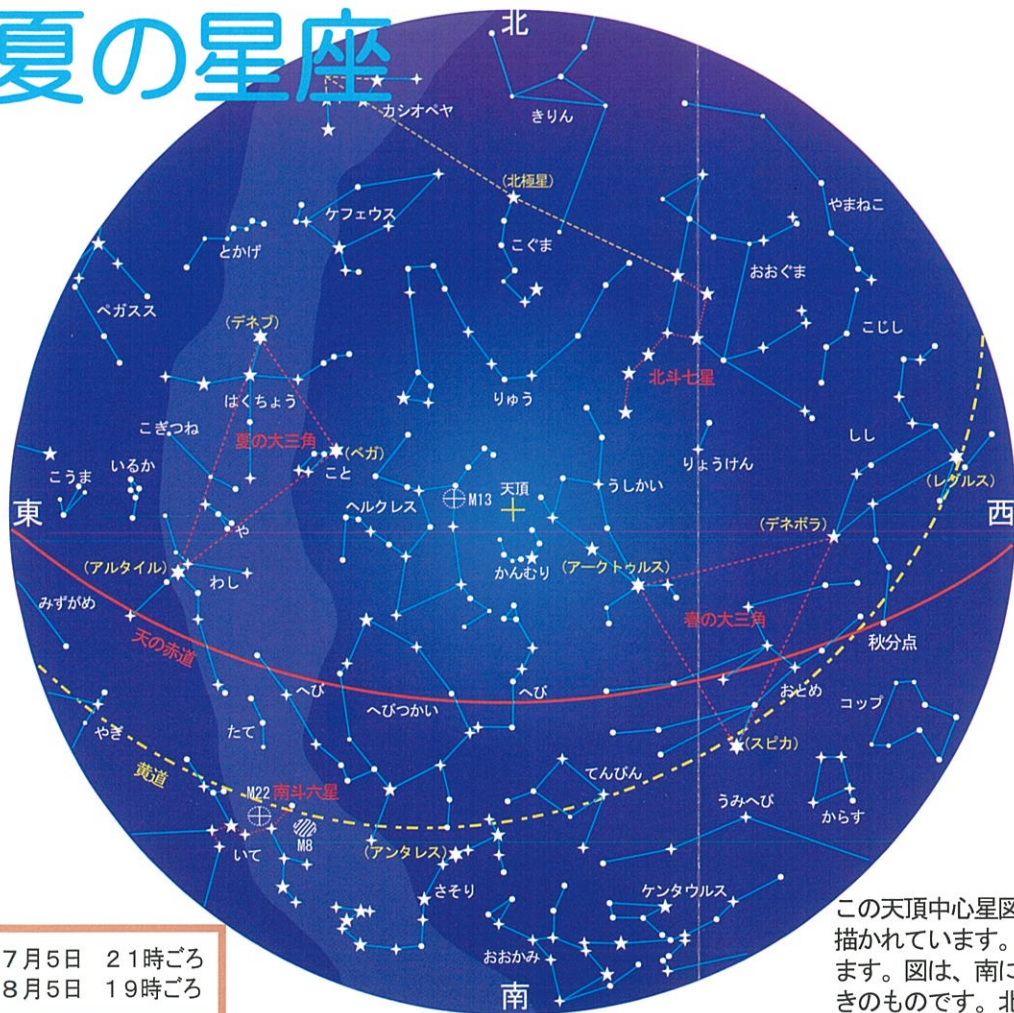 夏の星座
北
カシオペヤ
きりん
(北極星)
ケフェウス
やまねこ
とかげ
こぐま
おおぐま
ペガスス
こじし
(デネブ)
北斗七星
はくちょう
りゅう
こぎつね
夏の大三角
(ベガ)
しし
こうま
いるか
こと
りょうけん
(レグルス)
ヘルクレス
M13
天頂
うしかい
東
西
や
(デネボラ)
(アルタイル)
わし
かんむり
(アークトゥルス)
みずがめ
春の大三角
天の赤道
秋分点
へび
へびつかい
へび
おとめ
コップ
たて
やぎ
(スピカ)
黄道
てんびん
M22
南斗六星
うみへび
からす
M8
いて
(アンタレス)
さそり
ケンタウルス
おおかみ
南
7月5日 21時ごろ
8月5日 19時ごろ
この天頂中心星図
描かれています。
ます。図は、南に
きのものです。北